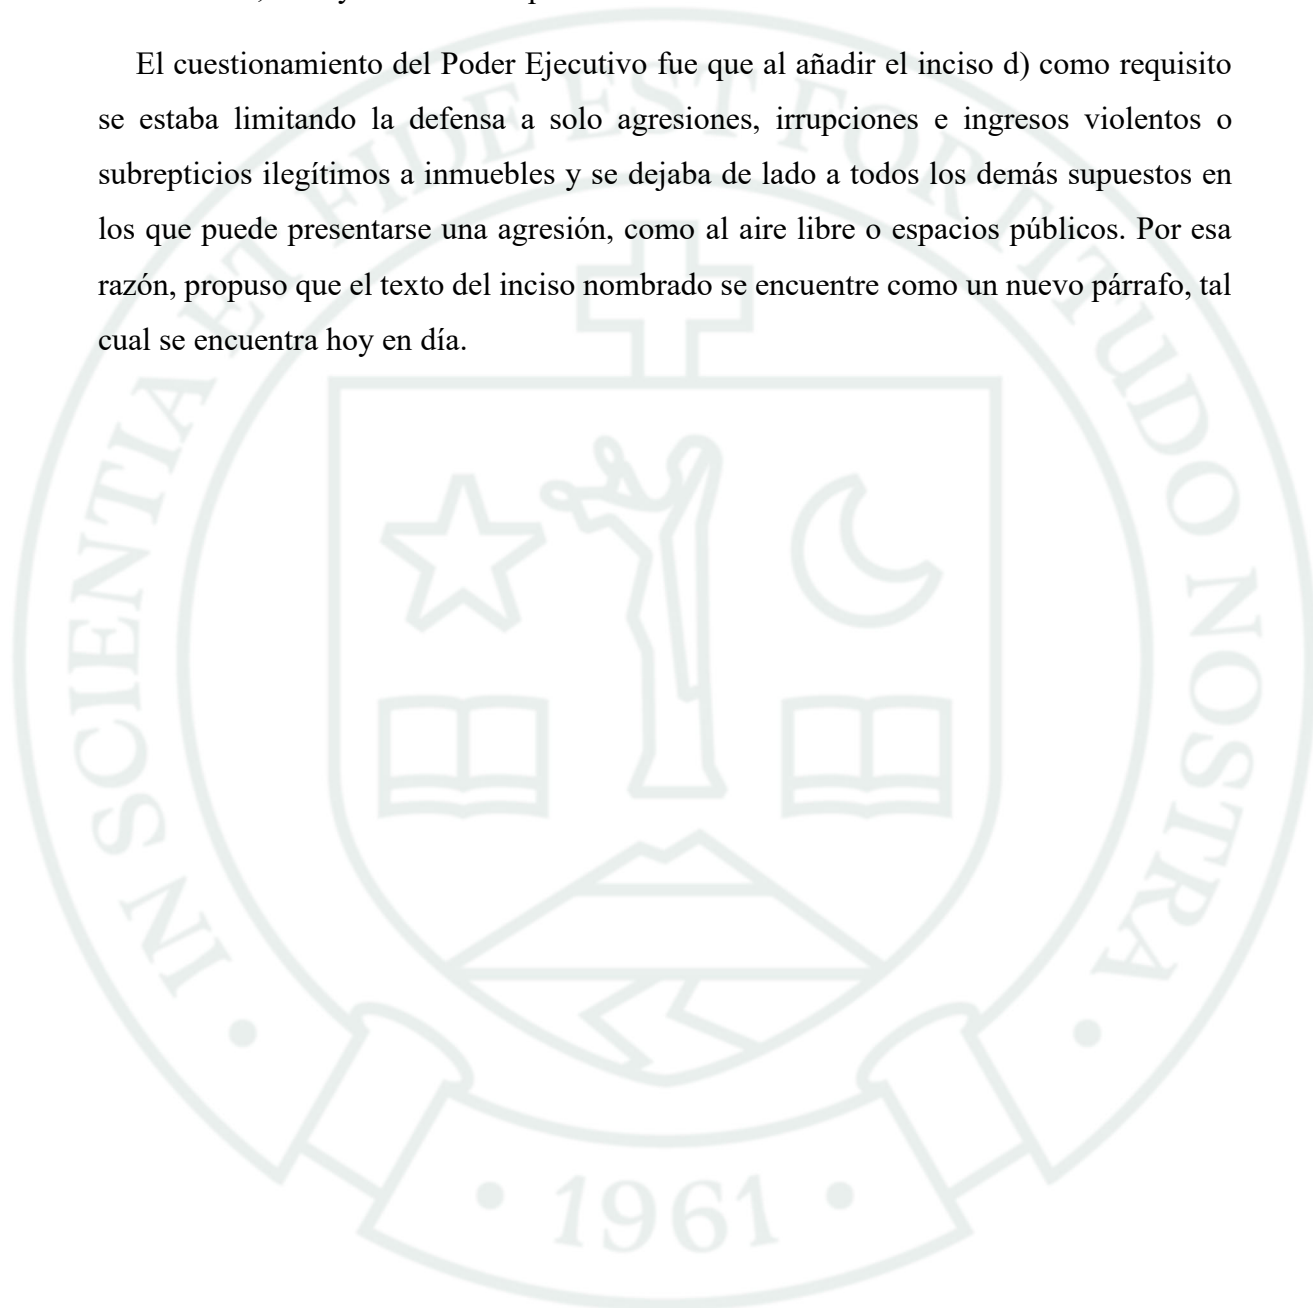 El cuestionamiento del Poder Ejecutivo fue que al añadir el inciso d) como requisito
se estaba limitando la defensa a solo agresiones, irrupciones e ingresos violentos o
subrepticios ilegítimos a inmuebles y se dejaba de lado a todos los demás supuestos en
los que puede presentarse una agresión, como al aire libre o espacios públicos. Por esa
razón, propuso que el texto del inciso nombrado se encuentre como un nuevo párrafo, tal
cual se encuentra hoy en día.
IN SCIENTIA ET FIDE EST FORTITUDO NOSTRA
• 1961 •